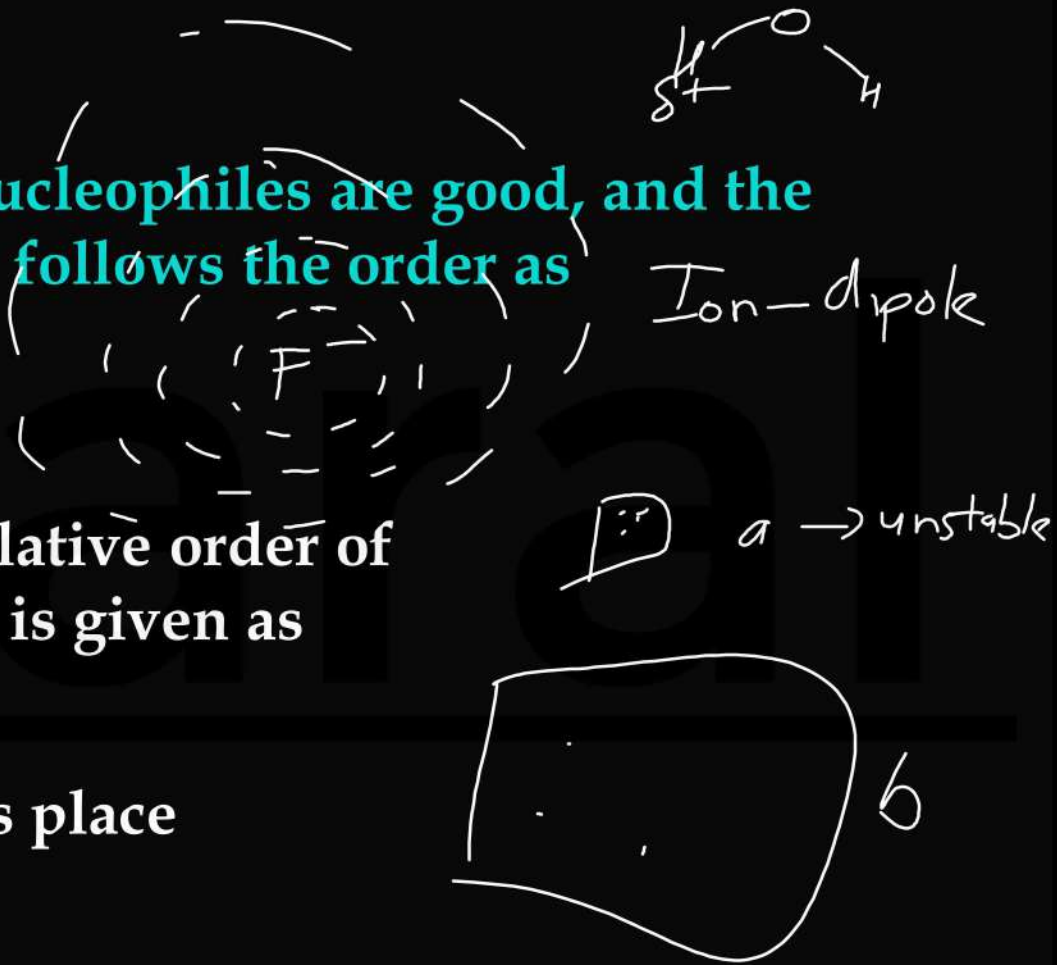 O
H
δ+
H
ucleophiles are good, and the
follows the order as
Ion-dipole
F
lative order of
a → unstable
is given as
s place
b
aral